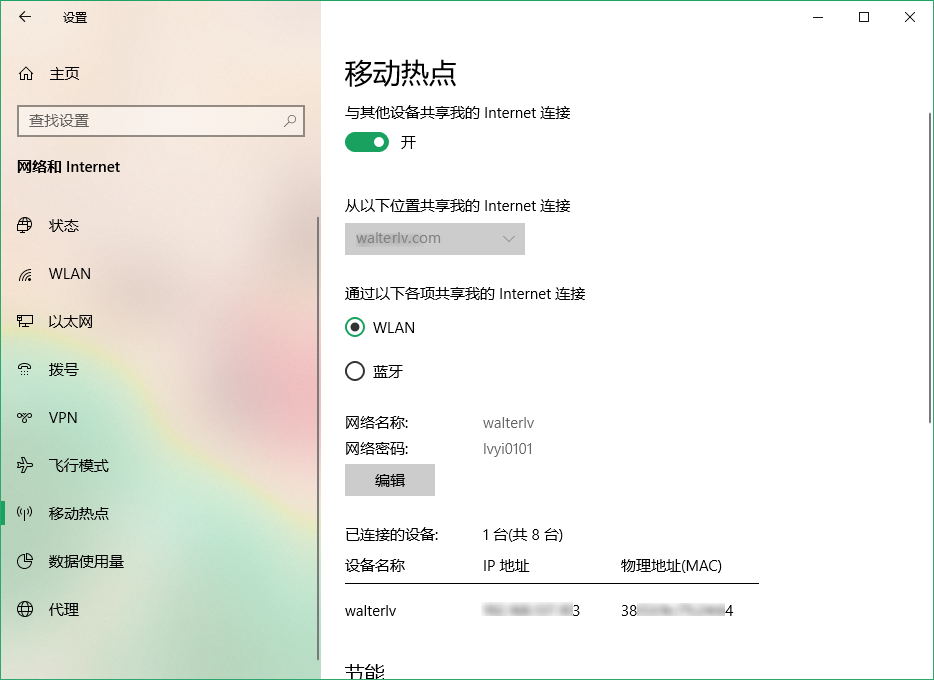 设置
主页
查找设置
网络和 Internet
状态
WLAN
以太网
拨号
VPN
飞行模式
移动热点
数据使用量
代理
移动热点
与其他设备共享我的 Internet 连接
开
从以下位置共享我的 Internet 连接
walterlv.com
通过以下各项共享我的 Internet 连接
WLAN
蓝牙
网络名称: walterlv
网络密码: lvyi0101
编辑
已连接的设备: 1 台(共 8 台)
设备名称 IP 地址 物理地址(MAC)
walterlv 3 38 4
节能